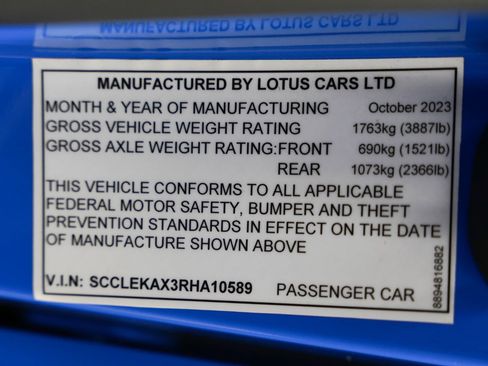 MANUFACTURED BY LOTUS CARS LTD
MONTH & YEAR OF MANUFACTURING October 2023
GROSS VEHICLE WEIGHT RATING 1763kg (3887lb)
GROSS AXLE WEIGHT RATING:FRONT 690kg (1521lb)
REAR 1073kg (2366lb)
THIS VEHICLE CONFORMS TO ALL APPLICABLE
FEDERAL MOTOR SAFETY, BUMPER AND THEFT
PREVENTION STANDARDS IN EFFECT ON THE DATE
OF MANUFACTURE SHOWN ABOVE
V.I.N: SCCLEKAX3RHA10589 PASSENGER CAR
8894816882